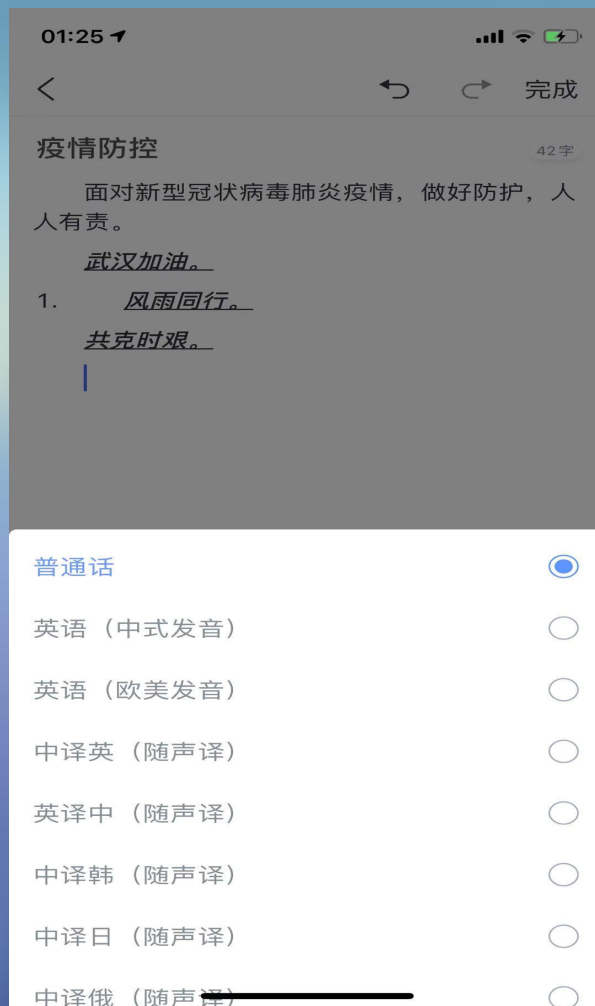 01:25
完成
疫情防控
42字
面对新型冠状病毒肺炎疫情，做好防护，人
人有责。
武汉加油。
1. 风雨同行。
共克时艰。
普通话
英语（中式发音）
英语（欧美发音）
中译英（随声译）
英译中（随声译）
中译韩（随声译）
中译日（随声译）
中译俄（随声译）